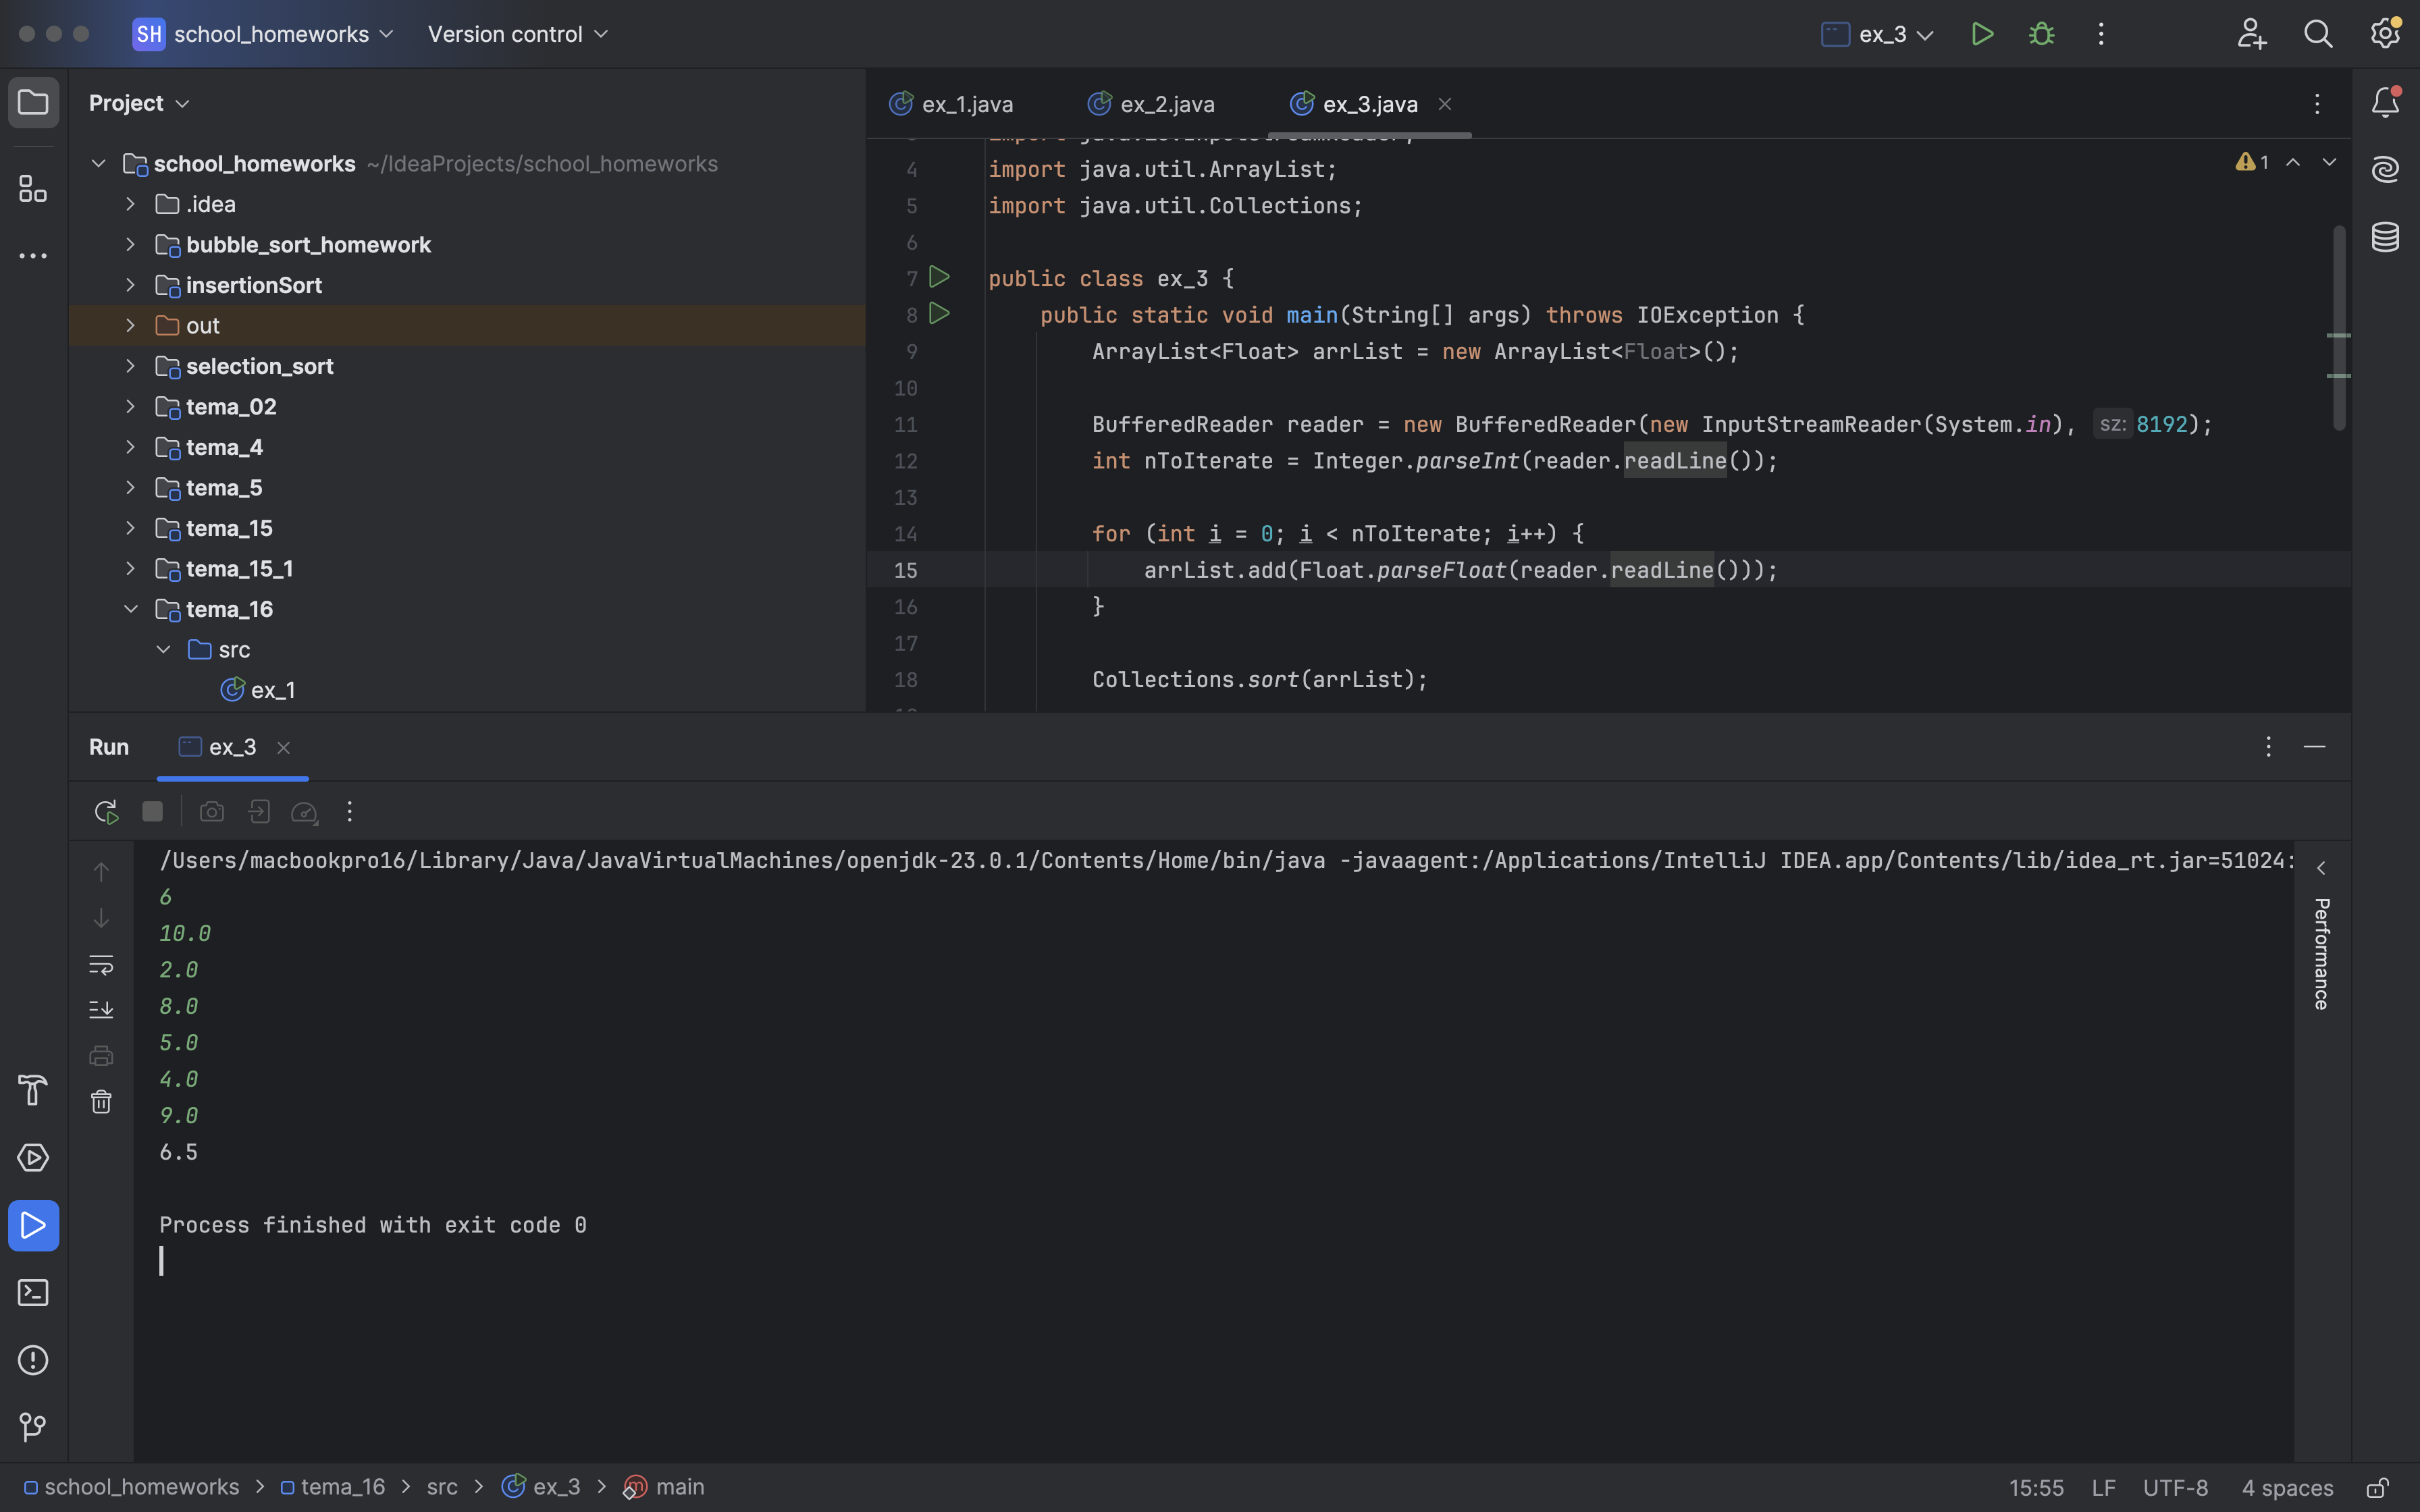 SH school_homeworks Version control ex_3
Project
school_homeworks ~/IdeaProjects/school_homeworks
.idea
bubble_sort_homework
insertionSort
out
selection_sort
tema_02
tema_4
tema_5
tema_15
tema_15_1
tema_16
src
ex_1
ex_1.java ex_2.java ex_3.java
1
4 import java.util.ArrayList;
5 import java.util.Collections;
6
7 public class ex_3 {
8 public static void main(String[] args) throws IOException {
9 ArrayList<Float> arrList = new ArrayList<Float>();
10
11 BufferedReader reader = new BufferedReader(new InputStreamReader(System.in), sz: 8192);
12 int nToIterate = Integer.parseInt(reader.readLine());
13
14 for (int i = 0; i < nToIterate; i++) {
15 arrList.add(Float.parseFloat(reader.readLine()));
16 }
17
18 Collections.sort(arrList);
Run ex_3
/Users/macbookpro16/Library/Java/JavaVirtualMachines/openjdk-23.0.1/Contents/Home/bin/java -javaagent:/Applications/IntelliJ IDEA.app/Contents/lib/idea_rt.jar=51024:
6
10.0
2.0
8.0
5.0
4.0
9.0
6.5
Process finished with exit code 0
Performance
school_homeworks > tema_16 > src > ex_3 > main
15:55 LF UTF-8 4 spaces